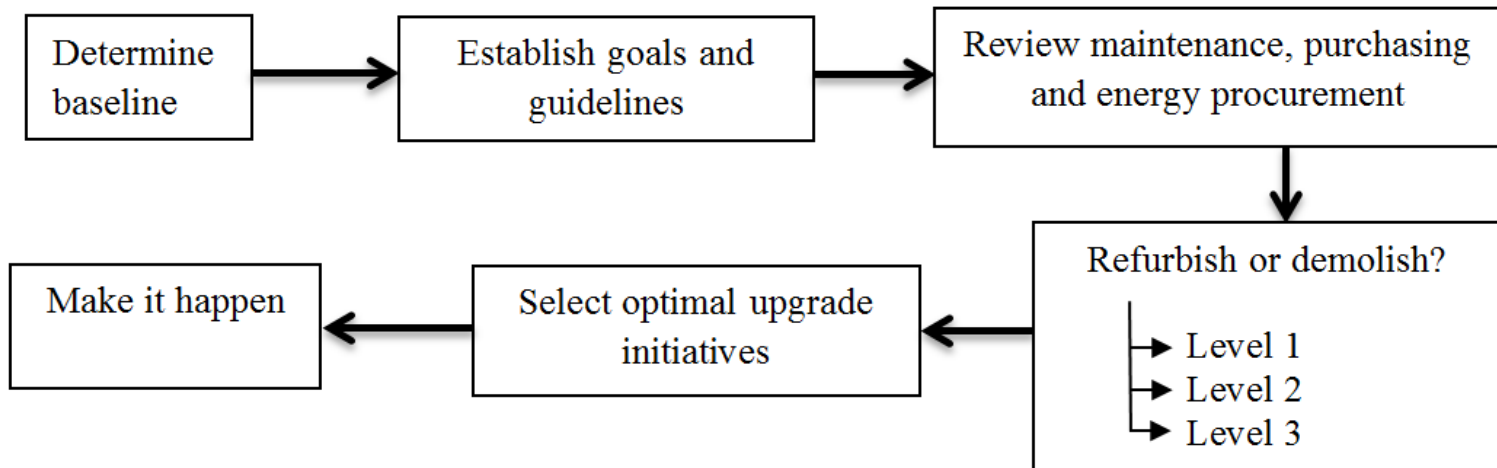 Determine
baseline
Establish goals and
guidelines
Review maintenance, purchasing
and energy procurement
Refurbish or demolish?
Level 1
Level 2
Level 3
Select optimal upgrade
initiatives
Make it happen